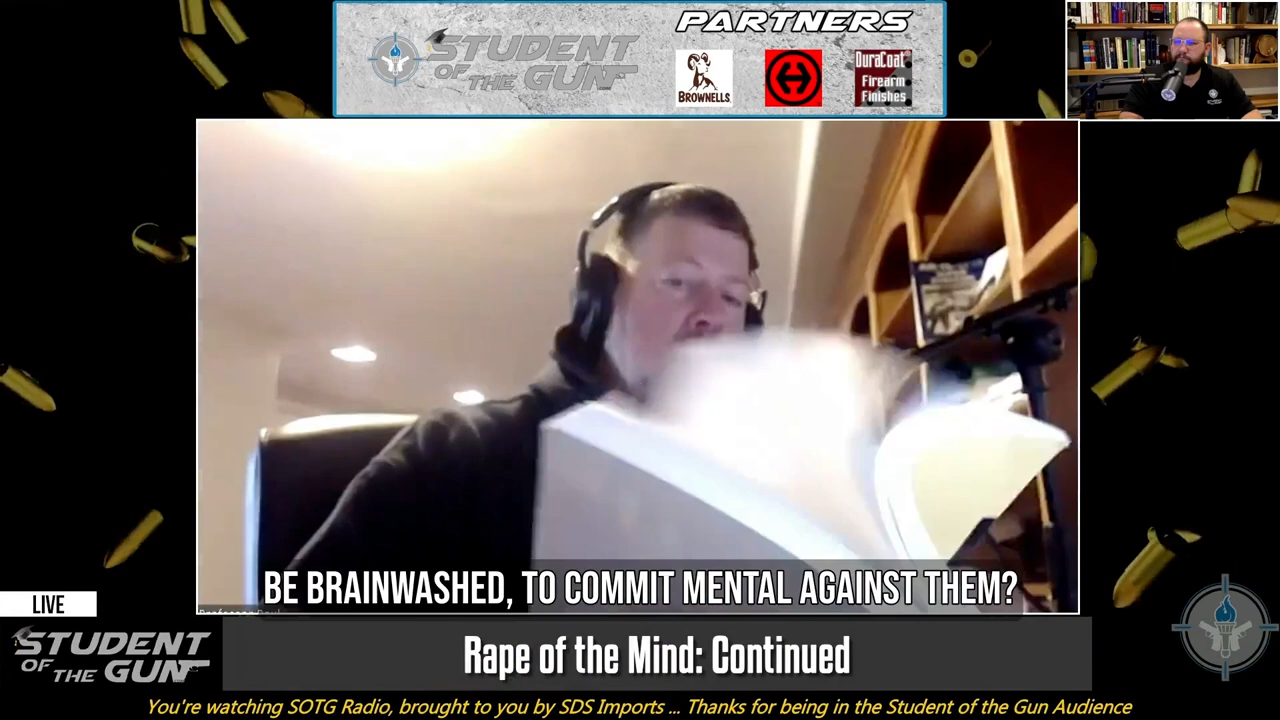 PARTNERS
STUDENT
OF THE GUN
BROWNELLS
DuraCoat®
Firearm
Finishes
BE BRAINWASHED, TO COMMIT MENTAL AGAINST THEM?
LIVE
STUDENT
OF THE GUN
Rape of the Mind: Continued
You're watching SOTG Radio, brought to you by SDS Imports ... Thanks for being in the Student of the Gun Audience